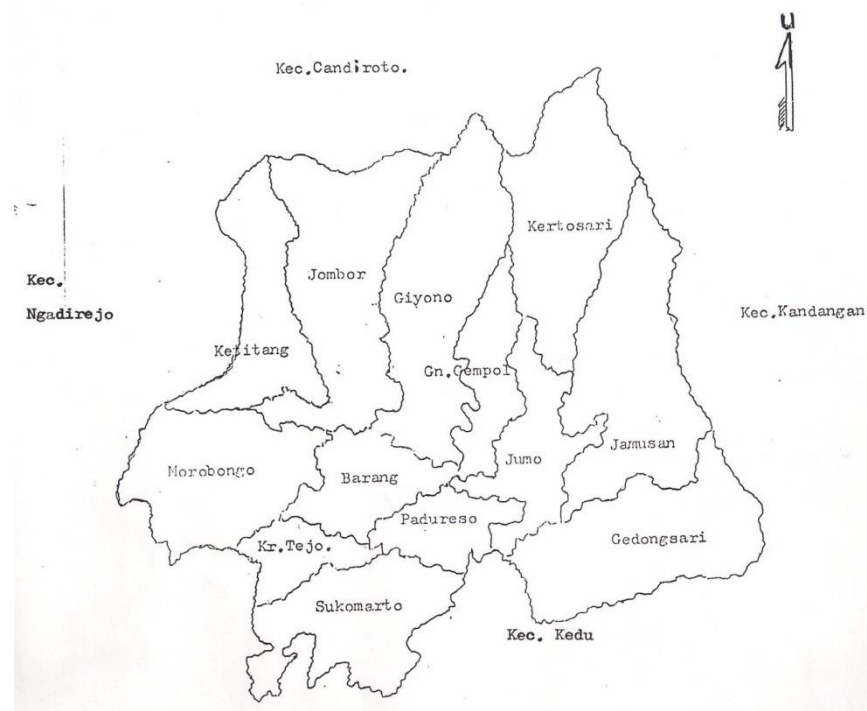 U
Kec.Candiroto.
Kertosari
Jombor
Kec.
Ngadirejo
Giyono
Kec.Kandangan
Ketitang
Gn.Gempol
Jamusan
Morobongo
Barang
Jumo
Padureso
Gedongsari
Kr.Tejo.
Sukomarto
Kec. Kedu